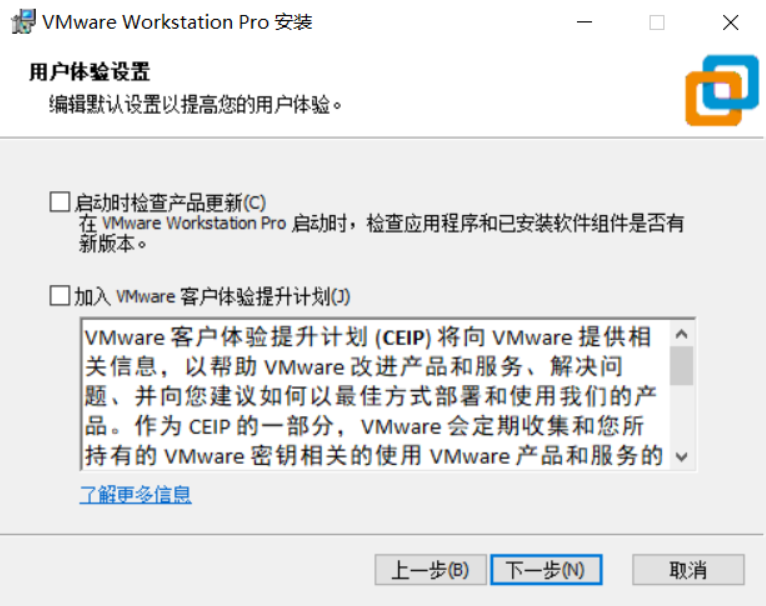 VMware Workstation Pro 安装
用户体验设置
编辑默认设置以提高您的用户体验。
启动时检查产品更新(C)
在 VMware Workstation Pro 启动时，检查应用程序和已安装软件组件是否有
新版本。
加入 VMware 客户体验提升计划(J)
VMware 客户体验提升计划 (CEIP) 将向 VMware 提供相
关信息，以帮助 VMware 改进产品和服务、解决问
题、并向您建议如何以最佳方式部署和使用我们的产
品。作为 CEIP 的一部分，VMware 会定期收集和您所
持有的 VMware 密钥相关的使用 VMware 产品和服务的
了解更多信息
上一步(B) 下一步(N) 取消